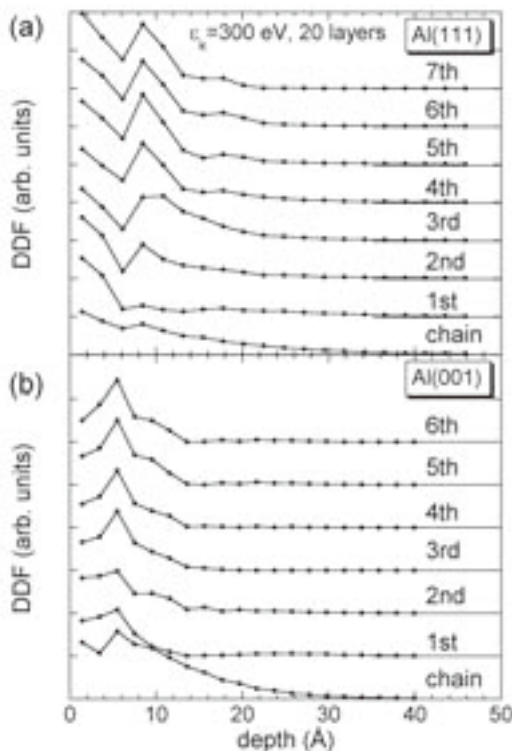 (a)
εk=300 eV, 20 layers
Al(111)
7th
6th
5th
4th
3rd
2nd
1st
chain
DDF (arb. units)
(b)
Al(001)
6th
5th
4th
3rd
2nd
1st
chain
DDF (arb. units)
0 10 20 30 40 50
depth (Å)